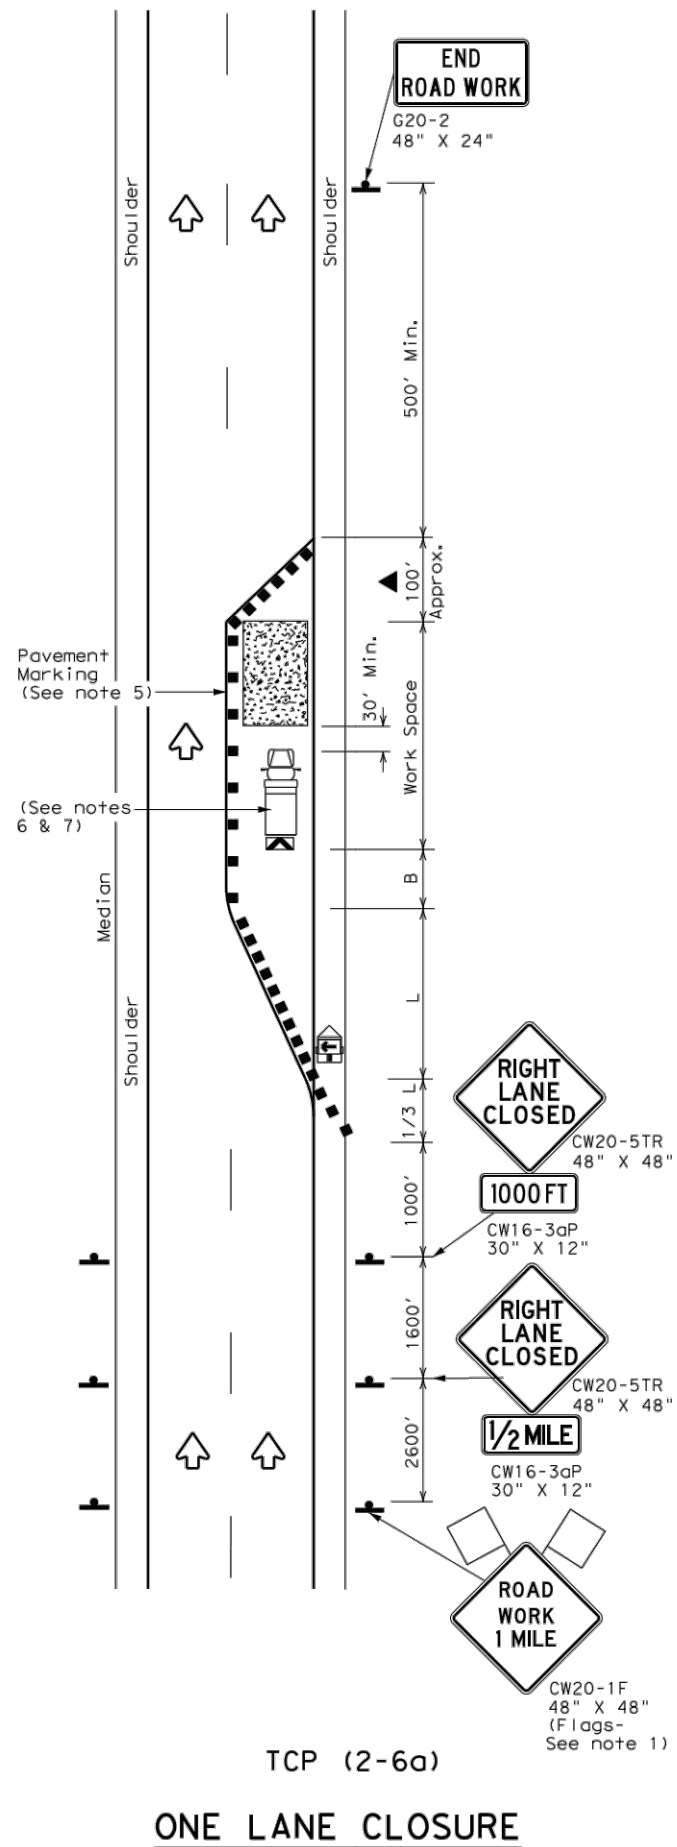 END
ROAD WORK
G20-2
48" X 24"
Shoulder
Shoulder
500' Min.
100'
Approx.
Pavement
Marking
(See note 5)
30' Min.
Work Space
(See notes
6 & 7)
B
Median
L
Shoulder
RIGHT
LANE
CLOSED
1/3 L
CW20-5TR
48" X 48"
1000 FT
1000'
CW16-3aP
30" X 12"
RIGHT
LANE
CLOSED
1600'
CW20-5TR
48" X 48"
1/2 MILE
2600'
CW16-3aP
30" X 12"
ROAD
WORK
1 MILE
CW20-1F
48" X 48"
(Flags-
See note 1)
TCP (2-6a)
ONE LANE CLOSURE